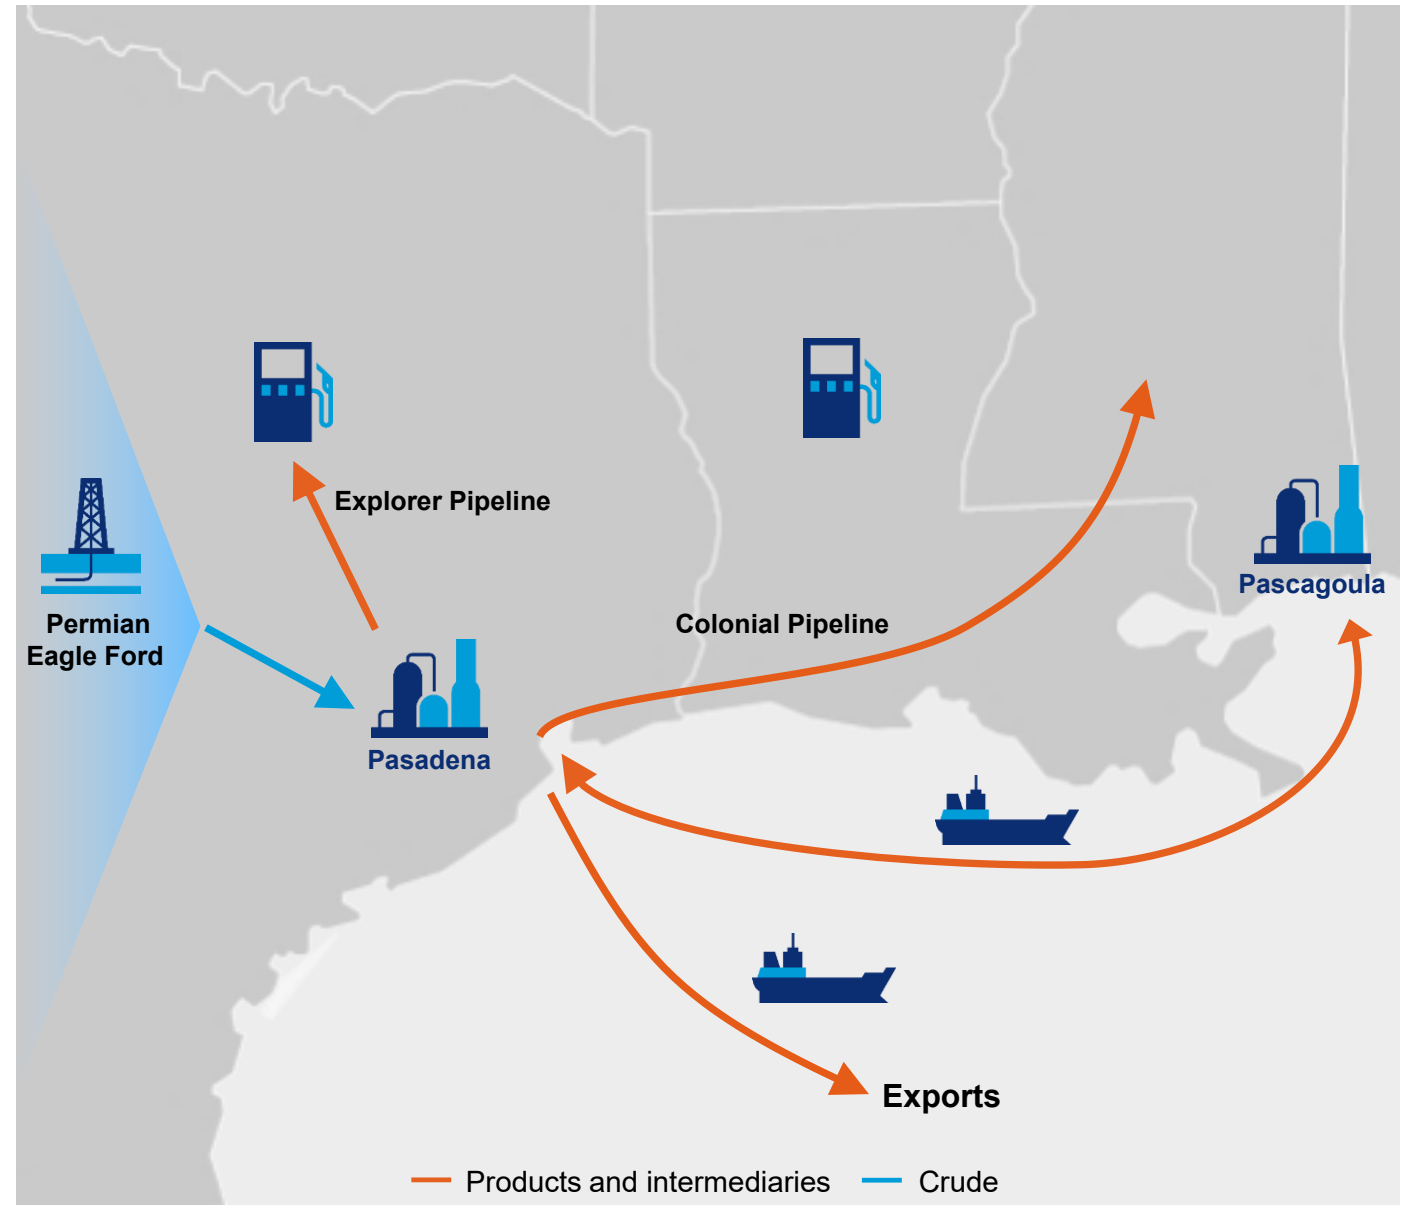 Explorer Pipeline
Permian
Eagle Ford
Pascagoula
Colonial Pipeline
Pasadena
Exports
Products and intermediaries
Crude